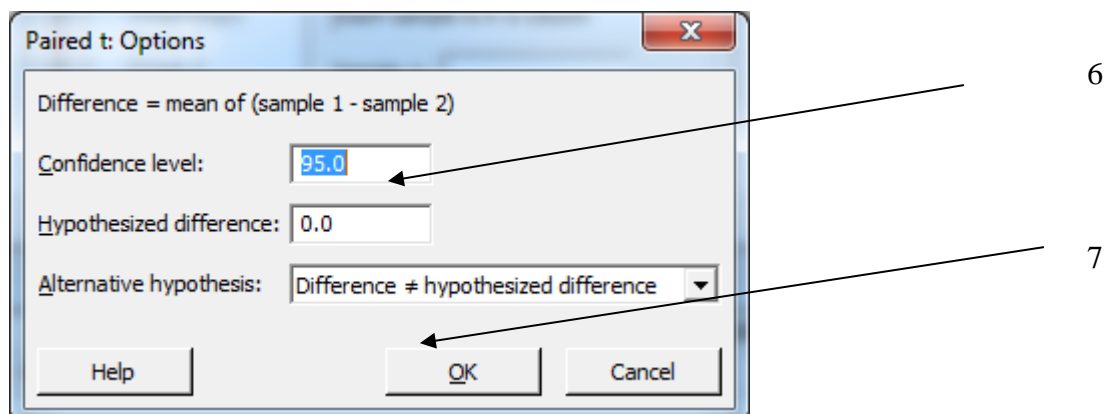 Paired t: Options
x
6
Difference = mean of (sample 1 - sample 2)
Confidence level: 95.0
Hypothesized difference: 0.0
7
Alternative hypothesis: Difference ≠ hypothesized difference
Help OK Cancel